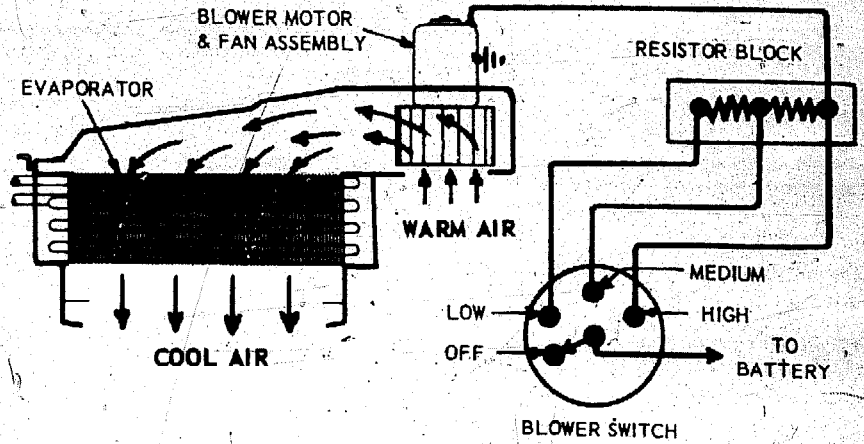 BLOWER MOTOR
& FAN ASSEMBLY
RESISTOR BLOCK
EVAPORATOR
WARM AIR
MEDIUM
LOW
HIGH
OFF
TO
BATTERY
COOL AIR
BLOWER SWITCH